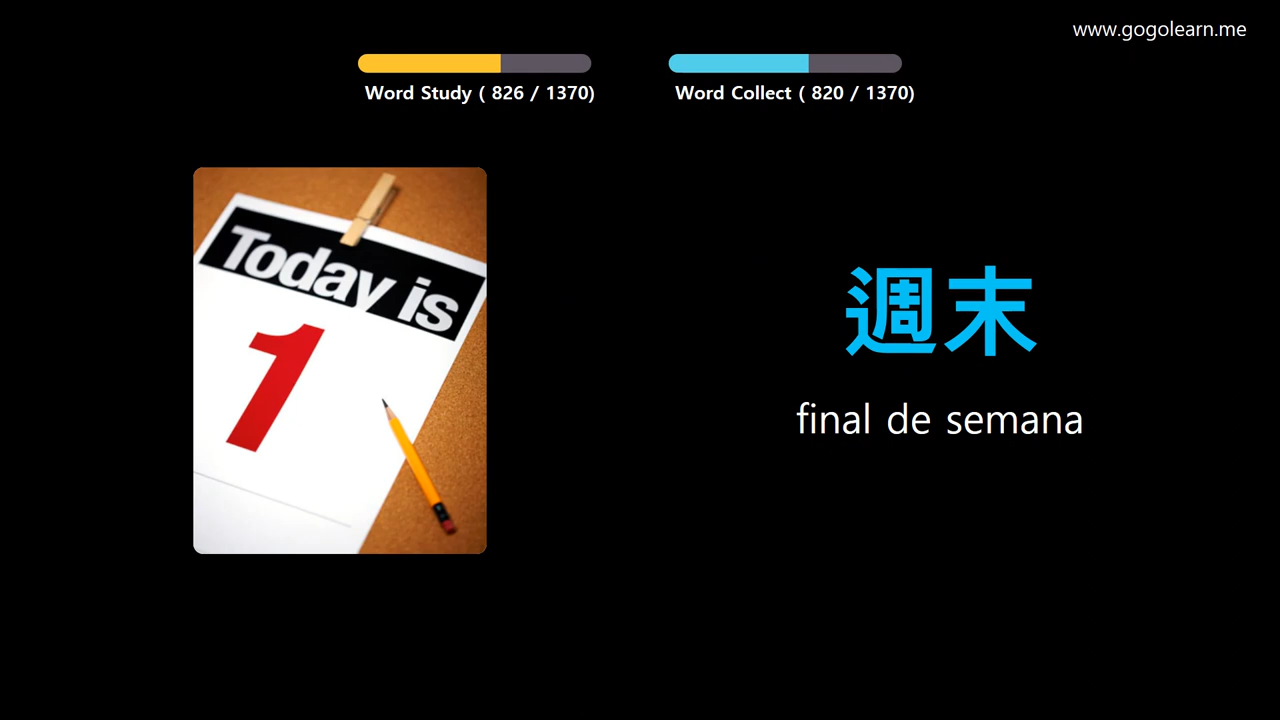 www.gogolearn.me
Word Study ( 826 / 1370)
Word Collect ( 820 / 1370)
Today is
1
週末
final de semana